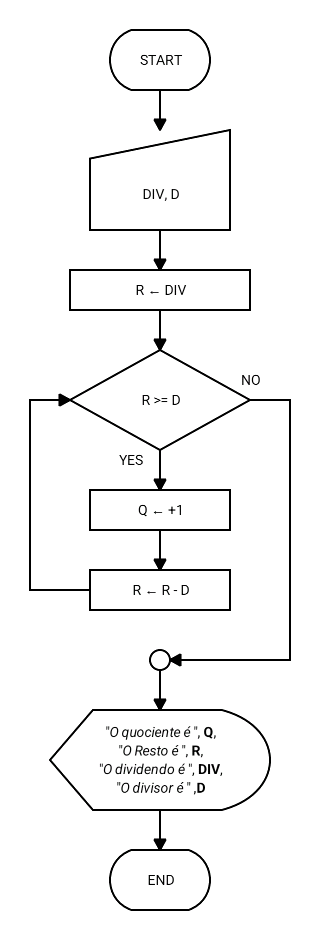 START
DIV, D
R ← DIV
R >= D
NO
YES
Q ← +1
R ← R - D
"O quociente é ", Q,
"O Resto é ", R,
"O dividendo é ", DIV,
"O divisor é " ,D
END